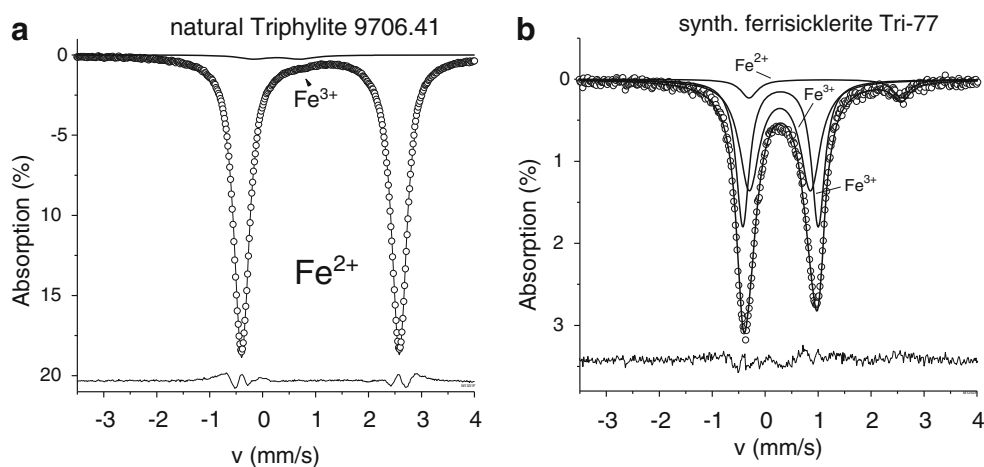 a
natural Triphylite 9706.41
0
-5
10
15
20
Absorption (%)
Fe3+
Fe2+
-3 -2 -1 0 1 2 3 4
v (mm/s)
b
synth. ferrisicklerite Tri-77
0
1
2
3
Absorption (%)
Fe2+
Fe3+
Fe3+
-3 -2 -1 0 1 2 3 4
v (mm/s)